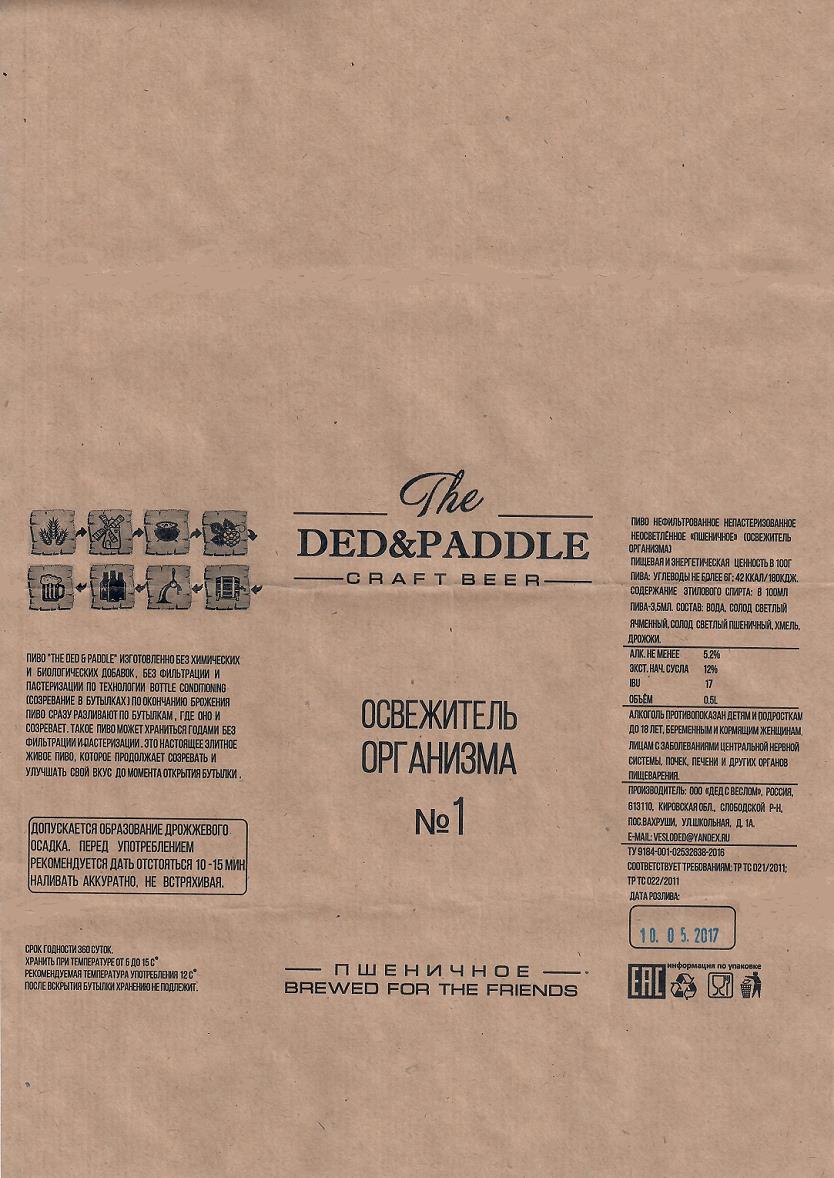 ПИВО "THE DED & PADDLE" ИЗГОТОВЛЕННО БЕЗ ХИМИЧЕСКИХ
И БИОЛОГИЧЕСКИХ ДОБАВОК, БЕЗ ФИЛЬТРАЦИИ И
ПАСТЕРИЗАЦИИ ПО ТЕХНОЛОГИИ BOTTLE CONDITIONING
(СОЗРЕВАНИЕ В БУТЫЛКАХ) ПО ОКОНЧАНИЮ БРОЖЕНИЯ
ПИВО СРАЗУ РАЗЛИВАЮТ ПО БУТЫЛКАМ, ГДЕ ОНО И
СОЗРЕВАЕТ. ТАКОЕ ПИВО МОЖЕТ ХРАНИТЬСЯ ГОДАМИ БЕЗ
ФИЛЬТРАЦИИ И ПАСТЕРИЗАЦИИ. ЭТО НАСТОЯЩЕЕ ЭЛИТНОЕ
ЖИВОЕ ПИВО, КОТОРОЕ ПРОДОЛЖАЕТ СОЗРЕВАТЬ И
УЛУЧШАТЬ СВОЙ ВКУС ДО МОМЕНТА ОТКРЫТИЯ БУТЫЛКИ.
ДОПУСКАЕТСЯ ОБРАЗОВАНИЕ ДРОЖЖЕВОГО
ОСАДКА. ПЕРЕД УПОТРЕБЛЕНИЕМ
РЕКОМЕНДУЕТСЯ ДАТЬ ОТСТОЯТЬСЯ 10-15 МИН
НАЛИВАТЬ АККУРАТНО, НЕ ВСТРЯХИВАЯ.
СРОК ГОДНОСТИ 360 СУТОК.
ХРАНИТЬ ПРИ ТЕМПЕРАТУРЕ ОТ 6 ДО 15 С°
РЕКОМЕНДУЕМАЯ ТЕМПЕРАТУРА УПОТРЕБЛЕНИЯ 12 С°
ПОСЛЕ ВСКРЫТИЯ БУТЫЛКИ ХРАНЕНИЮ НЕ ПОДЛЕЖИТ.
The
DED&PADDLE
CRAFT BEER
ОСВЕЖИТЕЛЬ
ОРГАНИЗМА
№1
ПШЕНИЧНОЕ
BREWED FOR THE FRIENDS
ПИВО НЕФИЛЬТРОВАННОЕ НЕПАСТЕРИЗОВАННОЕ
НЕОСВЕТЛЁННОЕ «ПШЕНИЧНОЕ» (ОСВЕЖИТЕЛЬ
ОРГАНИЗМА)
ПИЩЕВАЯ И ЭНЕРГЕТИЧЕСКАЯ ЦЕННОСТЬ В 100Г
ПИВА: УГЛЕВОДЫ НЕ БОЛЕЕ 6Г; 42 ККАЛ/180КДЖ.
СОДЕРЖАНИЕ ЭТИЛОВОГО СПИРТА: В 100МЛ
ПИВА-3,5МЛ. СОСТАВ: ВОДА, СОЛОД СВЕТЛЫЙ
ЯЧМЕННЫЙ, СОЛОД СВЕТЛЫЙ ПШЕНИЧНЫЙ, ХМЕЛЬ,
ДРОЖЖИ.
АЛК. НЕ МЕНЕЕ 5.2%
ЭКСТ. НАЧ. СУСЛА 12%
IBU 17
ОБЪЁМ 0.5L
АЛКОГОЛЬ ПРОТИВОПОКАЗАН ДЕТЯМ И ПОДРОСТКАМ
ДО 18 ЛЕТ, БЕРЕМЕННЫМ И КОРМЯЩИМ ЖЕНЩИНАМ,
ЛИЦАМ С ЗАБОЛЕВАНИЯМИ ЦЕНТРАЛЬНОЙ НЕРВНОЙ
СИСТЕМЫ, ПОЧЕК, ПЕЧЕНИ И ДРУГИХ ОРГАНОВ
ПИЩЕВАРЕНИЯ.
ПРОИЗВОДИТЕЛЬ: ООО «ДЕД С ВЕСЛОМ», РОССИЯ,
613110, КИРОВСКАЯ ОБЛ., СЛОБОДСКОЙ Р-Н,
ПОС.ВАХРУШИ, УЛ.ШКОЛЬНАЯ, Д. 1А.
E-MAIL: VESLODED@YANDEX.RU
ТУ 9184-001-02532638-2016
СООТВЕТСТВУЕТ ТРЕБОВАНИЯМ: ТР ТС 021/2011;
ТР ТС 022/2011
ДАТА РОЗЛИВА:
10. 05. 2017
EAC
информация по упаковке